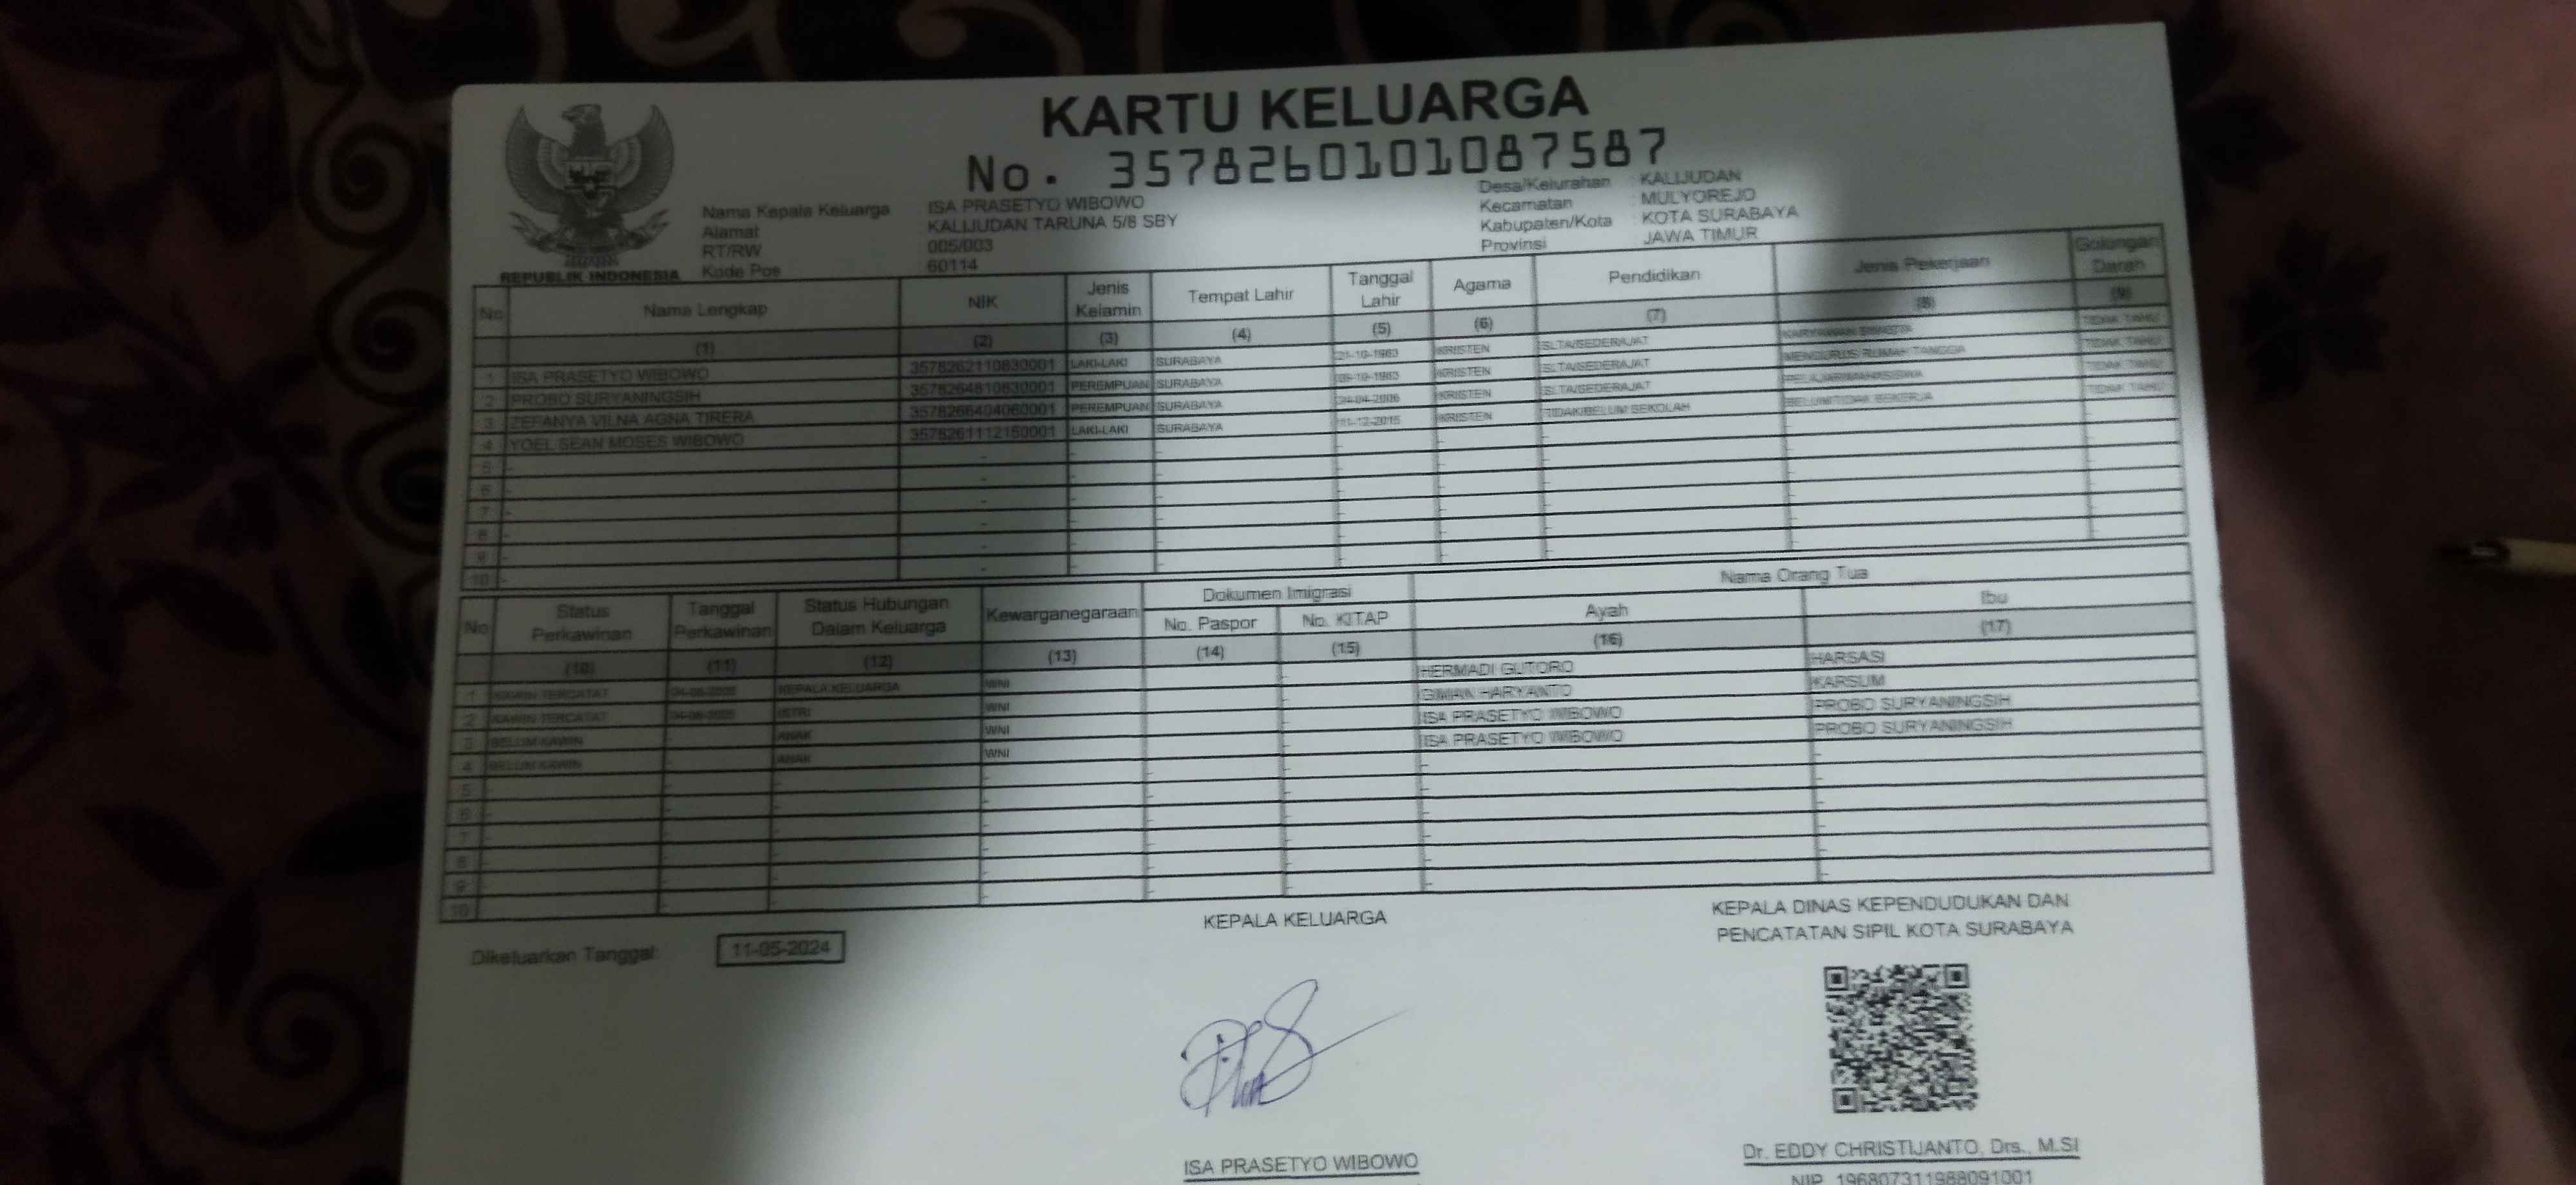 KARTU KELUARGA
No. 3578260101087587
Nama Kepala Keluarga ISA PRASETYO WIBOWO
Alamat KALIJUDAN TARUNA 5/8 SBY
RT/RW 005/003
Kode Pos 60114
Desa/Kelurahan : KALIJUDAN
Kecamatan : MULYOREJO
Kabupaten/Kota : KOTA SURABAYA
Provinsi : JAWA TIMUR
REPUBLIK INDONESIA
No Nama Lengkap NIK Jenis Kelamin Tempat Lahir Tanggal Lahir Agama Pendidikan Jenis Pekerjaan Golongan Darah
(1) (2) (3) (4) (5) (6) (7) (8) (9)
1 ISA PRASETYO WIBOWO 3578262110830001 LAKI-LAKI SURABAYA 21-10-1983 KRISTEN SLTA/SEDERAJAT KARYAWAN SWASTA TIDAK TAHU
2 PROBO SURYANINGSIH 3578264810830001 PEREMPUAN SURABAYA 08-10-1983 KRISTEN SLTA/SEDERAJAT MENGURUS RUMAH TANGGA TIDAK TAHU
3 ZEFANYA VILNA AGNA TIRERA 3578266404060001 PEREMPUAN SURABAYA 24-04-2006 KRISTEN SLTA/SEDERAJAT PELAJAR/MAHASISWA TIDAK TAHU
4 YOEL SEAN MOSES WIBOWO 3578261112150001 LAKI-LAKI SURABAYA 11-12-2015 KRISTEN TIDAK/BELUM SEKOLAH BELUM/TIDAK BEKERJA TIDAK TAHU
5 -
6 -
7 -
8 -
9 -
10 -
No Status Perkawinan Tanggal Perkawinan Status Hubungan Dalam Keluarga Kewarganegaraan Dokumen Imigrasi Nama Orang Tua
No. Paspor No. KITAP Ayah Ibu
(10) (11) (12) (13) (14) (15) (16) (17)
1 KAWIN TERCATAT KEPALA KELUARGA WNI HERMADI GUTORO HARSASI
2 KAWIN TERCATAT ISTRI WNI GIMAN HARYANTO KARSUM
3 BELUM KAWIN ANAK WNI ISA PRASETYO WIBOWO PROBO SURYANINGSIH
4 BELUM KAWIN ANAK WNI ISA PRASETYO WIBOWO PROBO SURYANINGSIH
5 -
6 -
7 -
8 -
9 -
10 -
Dikeluarkan Tanggal: 11-05-2024
KEPALA KELUARGA
ISA PRASETYO WIBOWO
KEPALA DINAS KEPENDUDUKAN DAN
PENCATATAN SIPIL KOTA SURABAYA
Dr. EDDY CHRISTIJANTO, Drs., M.SI
NIP. 196807311988091001